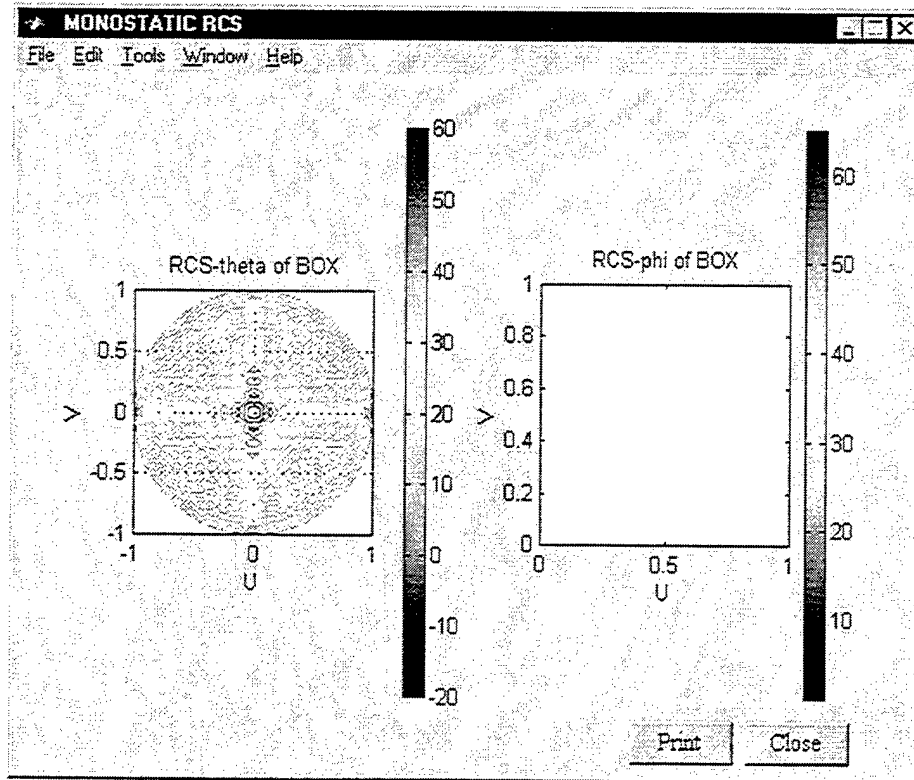 MONOSTATIC RCS
File Edit Tools Window Help
RCS-theta of BOX
1
0.5
0
-0.5
-1
V
-1 0 1
U
60
50
40
30
20
10
0
-10
-20
RCS-phi of BOX
1
0.8
0.6
0.4
0.2
0
V
0 0.5 1
U
60
50
40
30
20
10
Print Close